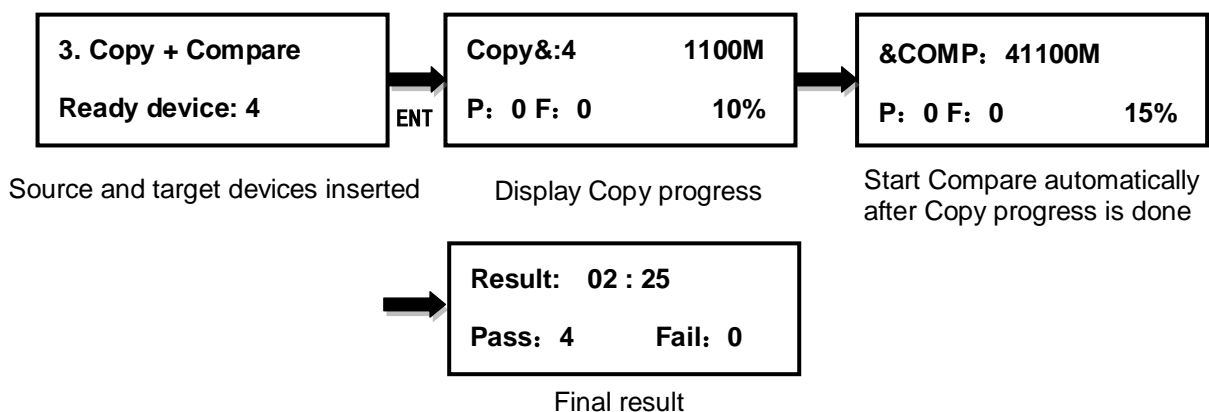 3. Copy + Compare
Ready device: 4
ENT
Source and target devices inserted
Copy&:4 1100M
P：0 F：0 10%
Display Copy progress
&COMP：41100M
P：0 F：0 15%
Start Compare automatically
after Copy progress is done
Result: 02 : 25
Pass：4 Fail：0
Final result